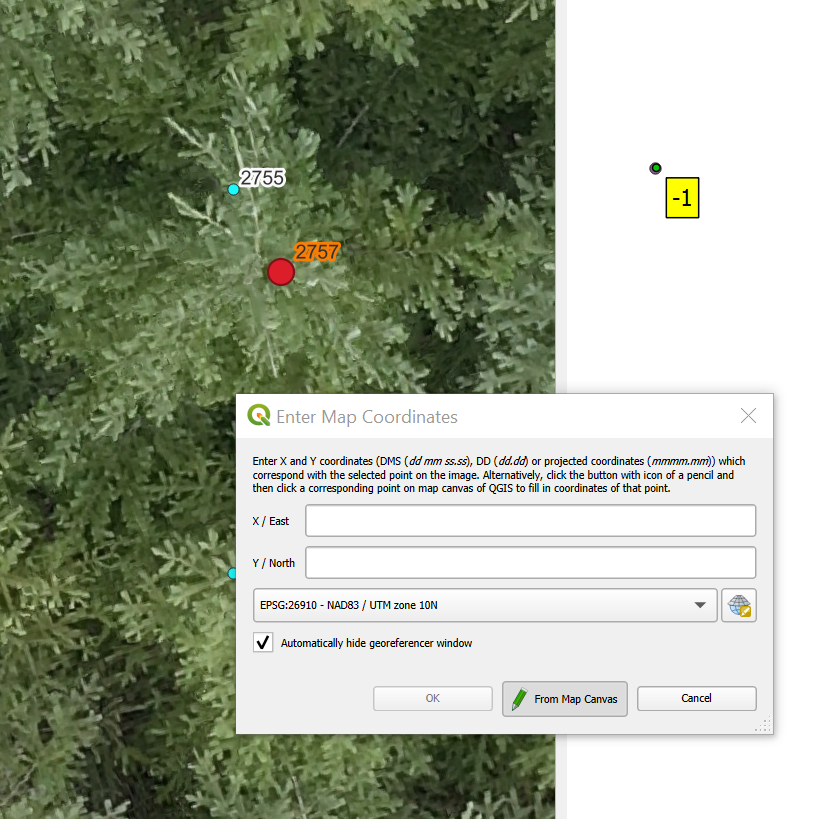 2755
-1
2757
Enter Map Coordinates
Enter X and Y coordinates (DMS (dd mm ss.ss), DD (dd.dd) or projected coordinates (mmmm.mm)) which
correspond with the selected point on the image. Alternatively, click the button with icon of a pencil and
then click a corresponding point on map canvas of QGIS to fill in coordinates of that point.
X / East
Y / North
EPSG:26910 - NAD83 / UTM zone 10N
Automatically hide georeferencer window
OK
From Map Canvas
Cancel